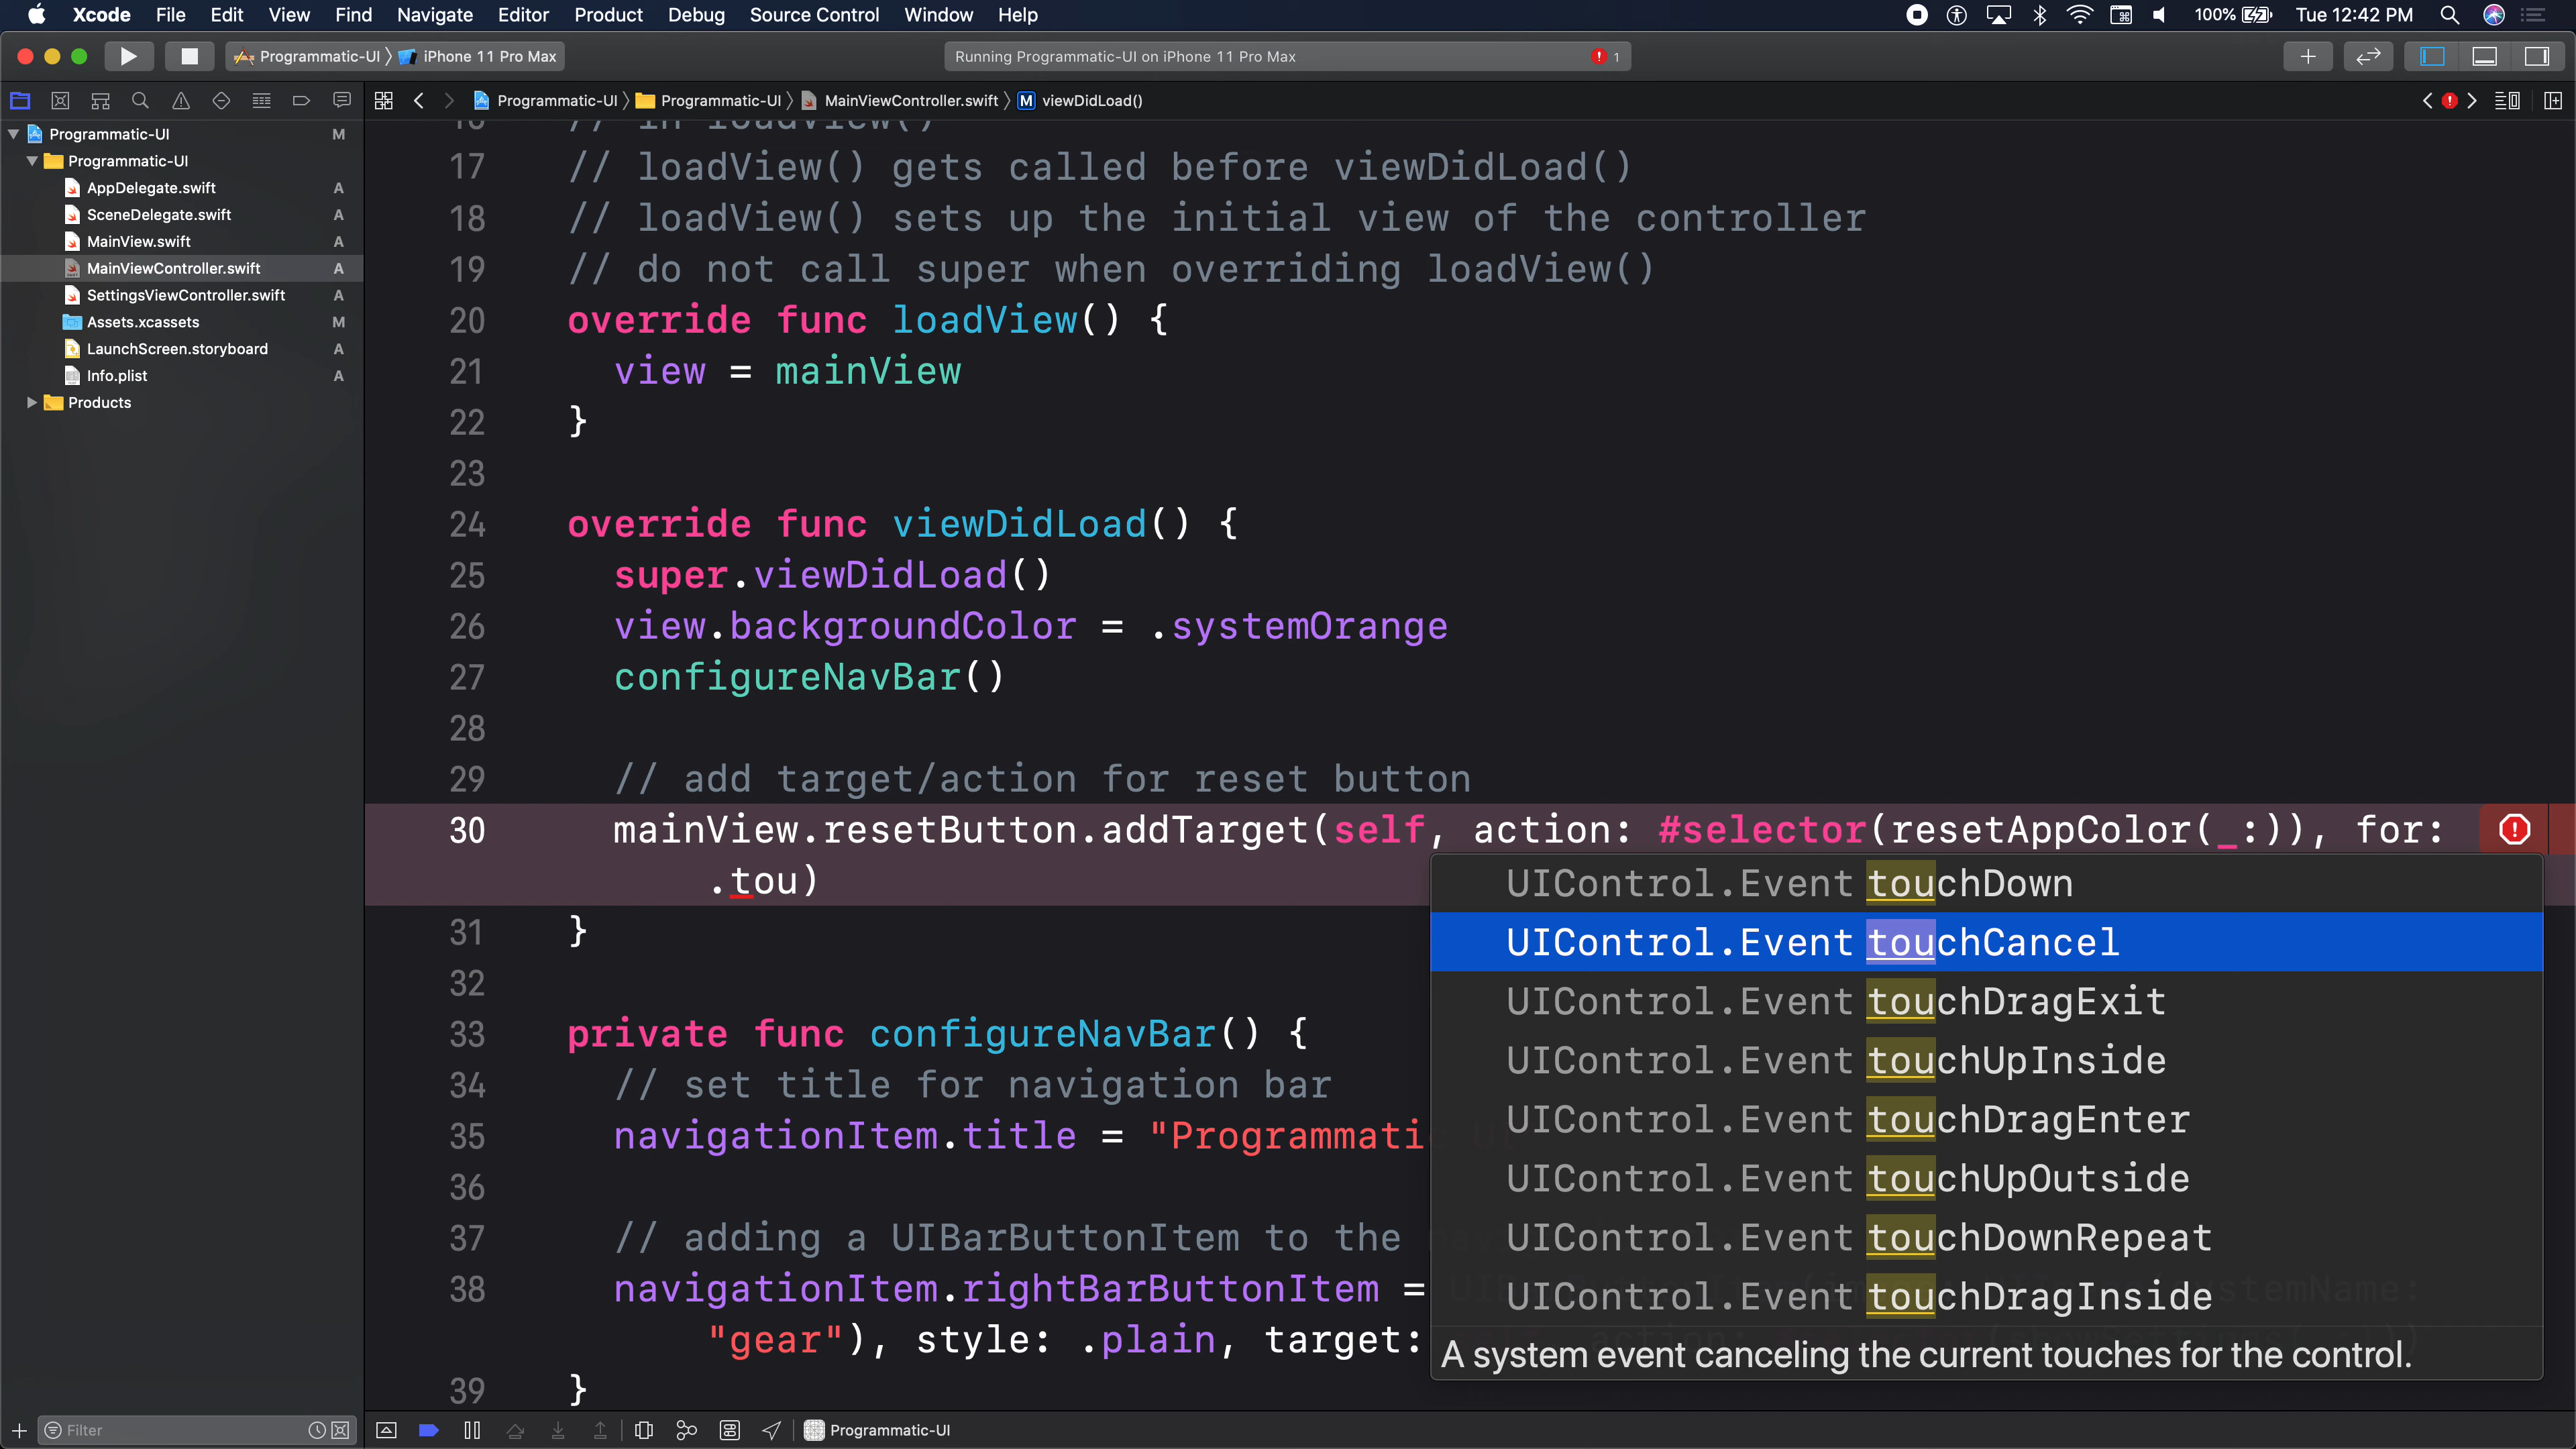 Xcode File Edit View Find Navigate Editor Product Debug Source Control Window Help 100% Tue 12:42 PM
Programmatic-UI iPhone 11 Pro Max Running Programmatic-UI on iPhone 11 Pro Max 1
Programmatic-UI Programmatic-UI MainViewController.swift M viewDidLoad()
Programmatic-UI M
Programmatic-UI
AppDelegate.swift A
SceneDelegate.swift A
MainView.swift A
MainViewController.swift A
SettingsViewController.swift A
Assets.xcassets M
LaunchScreen.storyboard A
Info.plist A
Products
16 // in loadView()
17 // loadView() gets called before viewDidLoad()
18 // loadView() sets up the initial view of the controller
19 // do not call super when overriding loadView()
20 override func loadView() {
21 view = mainView
22 }
23
24 override func viewDidLoad() {
25 super.viewDidLoad()
26 view.backgroundColor = .systemOrange
27 configureNavBar()
28
29 // add target/action for reset button
30 mainView.resetButton.addTarget(self, action: #selector(resetAppColor(_:)), for:
.tou)
31 }
32
33 private func configureNavBar() {
34 // set title for navigation bar
35 navigationItem.title = "Programmatic
36
37 // adding a UIBarButtonItem to the
38 navigationItem.rightBarButtonItem =
"gear"), style: .plain, target:
39 }
UIControl.Event touchDown
UIControl.Event touchCancel
UIControl.Event touchDragExit
UIControl.Event touchUpInside
UIControl.Event touchDragEnter
UIControl.Event touchUpOutside
UIControl.Event touchDownRepeat
UIControl.Event touchDragInside
A system event canceling the current touches for the control.
Filter
Programmatic-UI